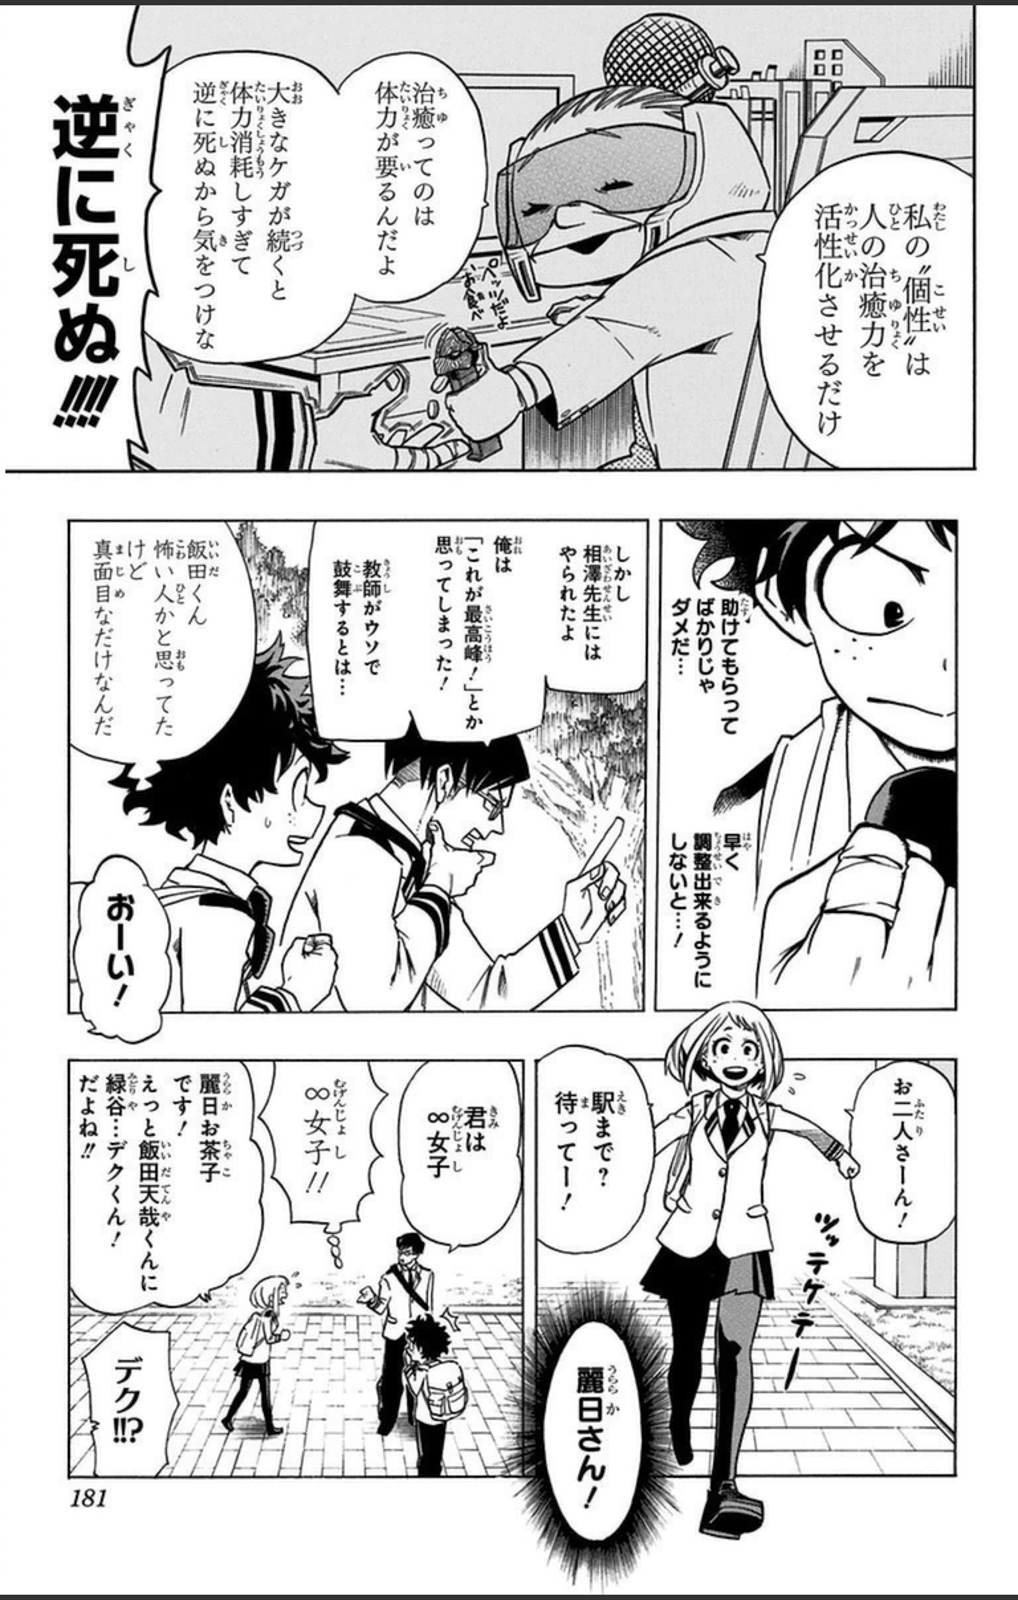 私の〝個性〟は
人の治癒力を
活性化させるだけ
治癒ってのは
体力が要るんだよ
大きなケガが続くと
体力消耗しすぎて
逆に死ぬから気をつけな
ペッツだよ
お食べ
逆に死ぬ!!!!
助けてもらって
ばかりじゃ
ダメだ…
早く
調整出来るように
しないと…!
しかし
相澤先生には
やられたよ
俺は
「これが最高峰!」とか
思ってしまった!
教師がウソで
鼓舞するとは…
飯田くん
怖い人かと思ってた
けど
真面目なだけなんだ
おーい!
お二人さーん!
駅まで?
待ってー!
ツッ
テケ
テー
麗日さん!
君は
∞女子
∞女子!!
麗日お茶子
です!
えっと飯田天哉くんに
緑谷…デクくん!
だよね!!
デク!!?
181